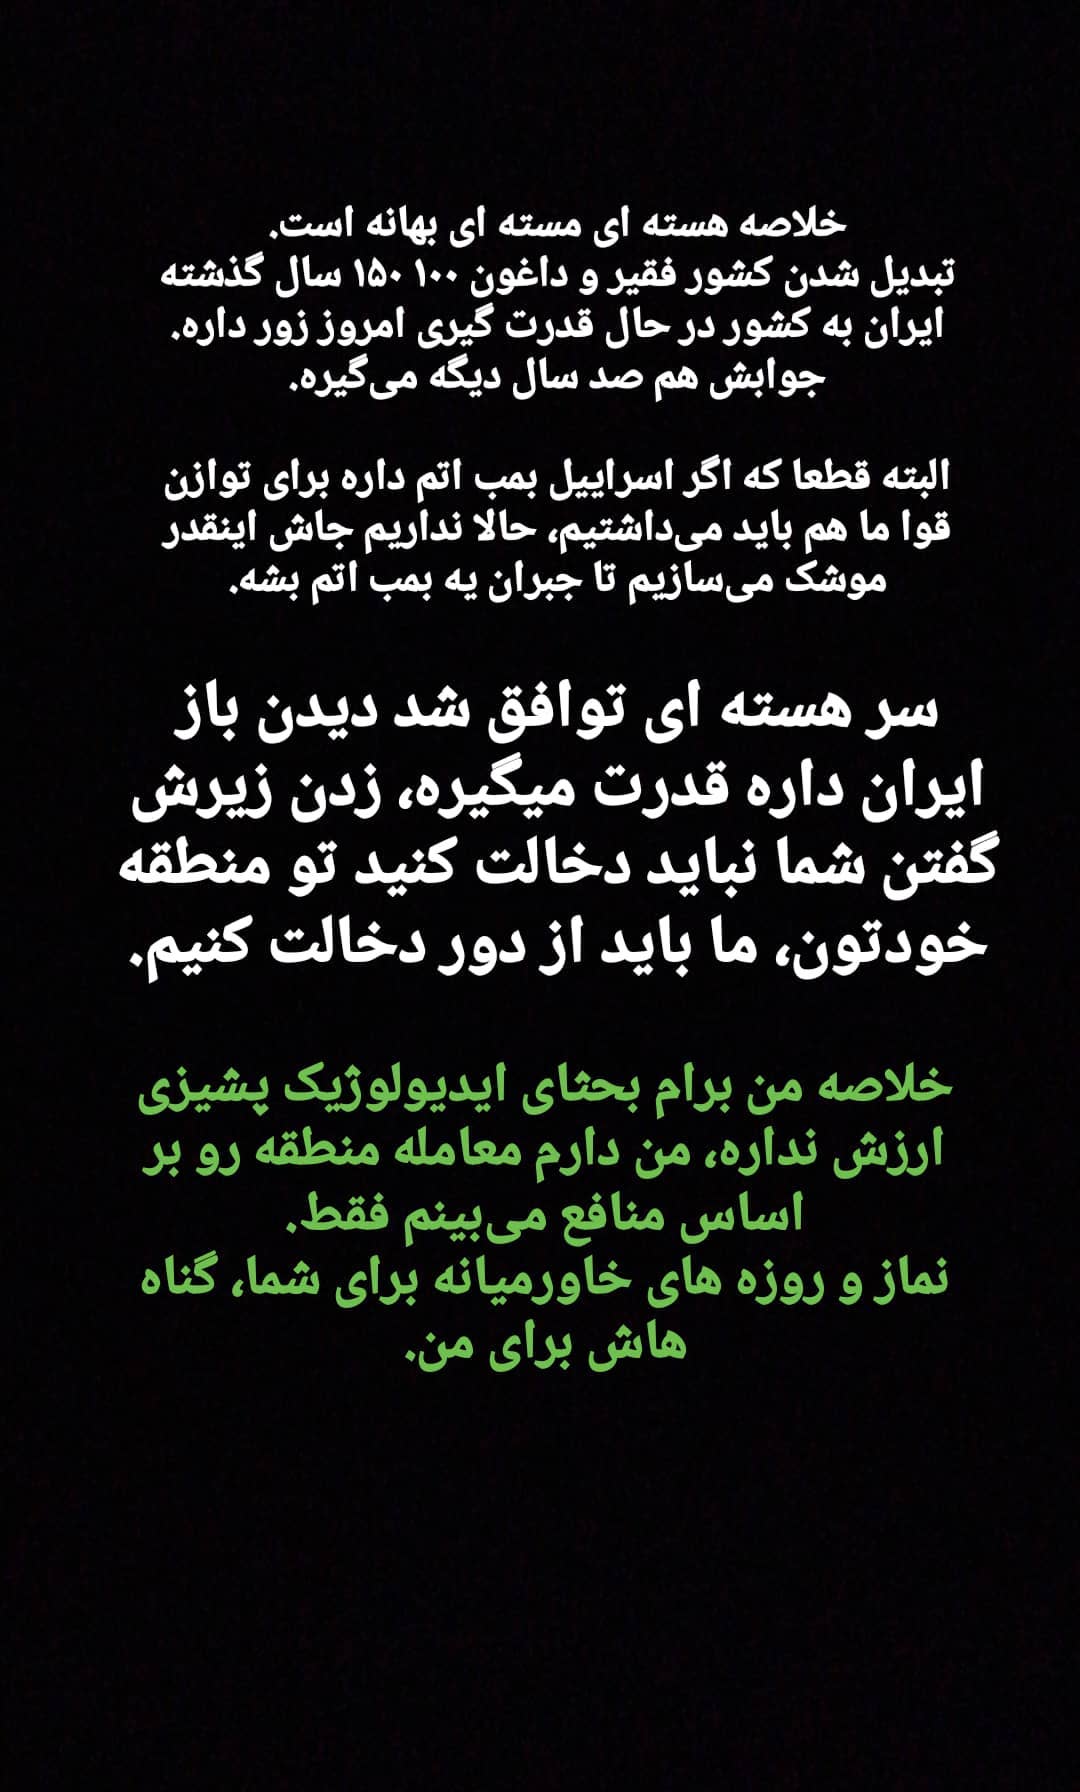 خلاصه هسته ای مسته ای بهانه است.
تبدیل شدن کشور فقیر و داغون ۱۰۰ ۱۵۰ سال گذشته
ایران به کشور در حال قدرت گیری امروز زور داره.
جوابش هم صد سال دیگه می‌گیره.
البته قطعا که اگر اسراییل بمب اتم داره برای توازن
قوا ما هم باید می‌داشتیم، حالا نداریم جاش اینقدر
موشک می‌سازیم تا جبران یه بمب اتم بشه.
سر هسته ای توافق شد دیدن باز
ایران داره قدرت میگیره، زدن زیرش
گفتن شما نباید دخالت کنید تو منطقه
خودتون، ما باید از دور دخالت کنیم.
خلاصه من برام بحثای ایدیولوژیک پشیزی
ارزش نداره، من دارم معامله منطقه رو بر
اساس منافع می‌بینم فقط.
نماز و روزه های خاورمیانه برای شما، گناه
هاش برای من.